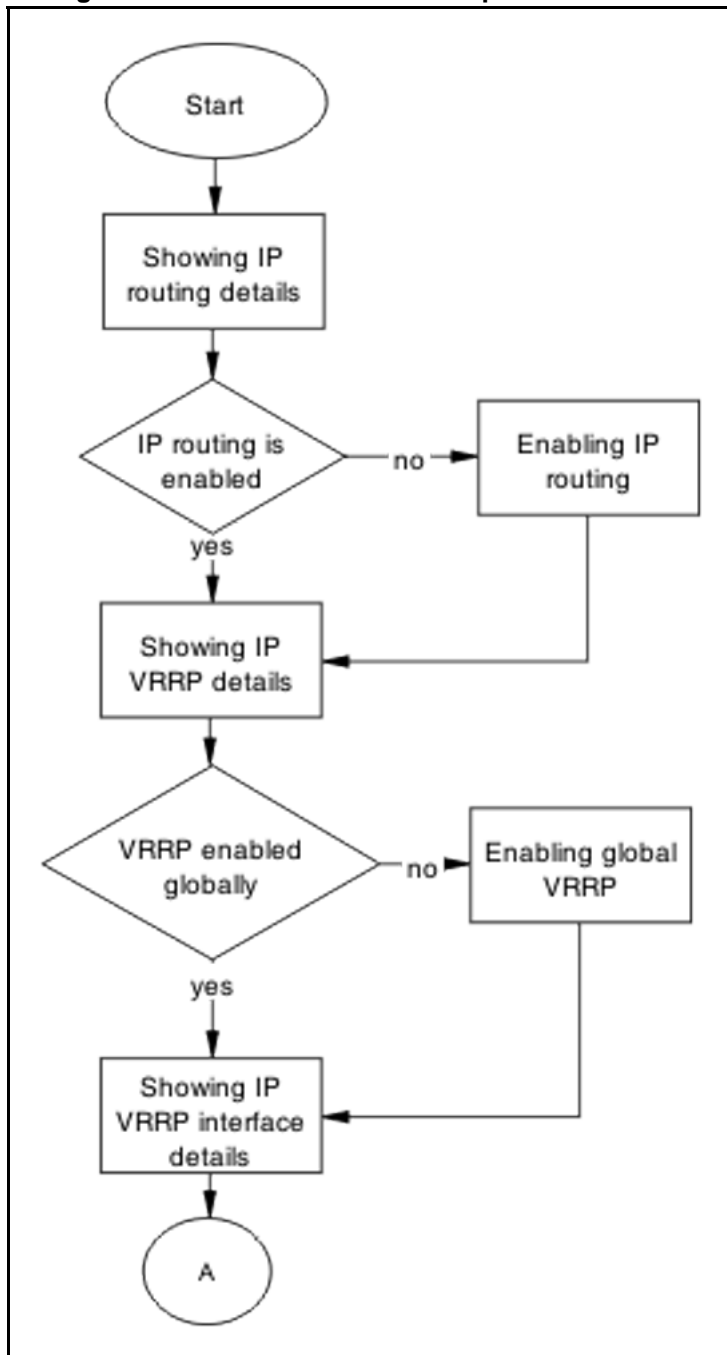 Start
Showing IP
routing details
IP routing is
enabled
no
Enabling IP
routing
yes
Showing IP
VRRP details
VRRP enabled
globally
no
Enabling global
VRRP
yes
Showing IP
VRRP interface
details
A